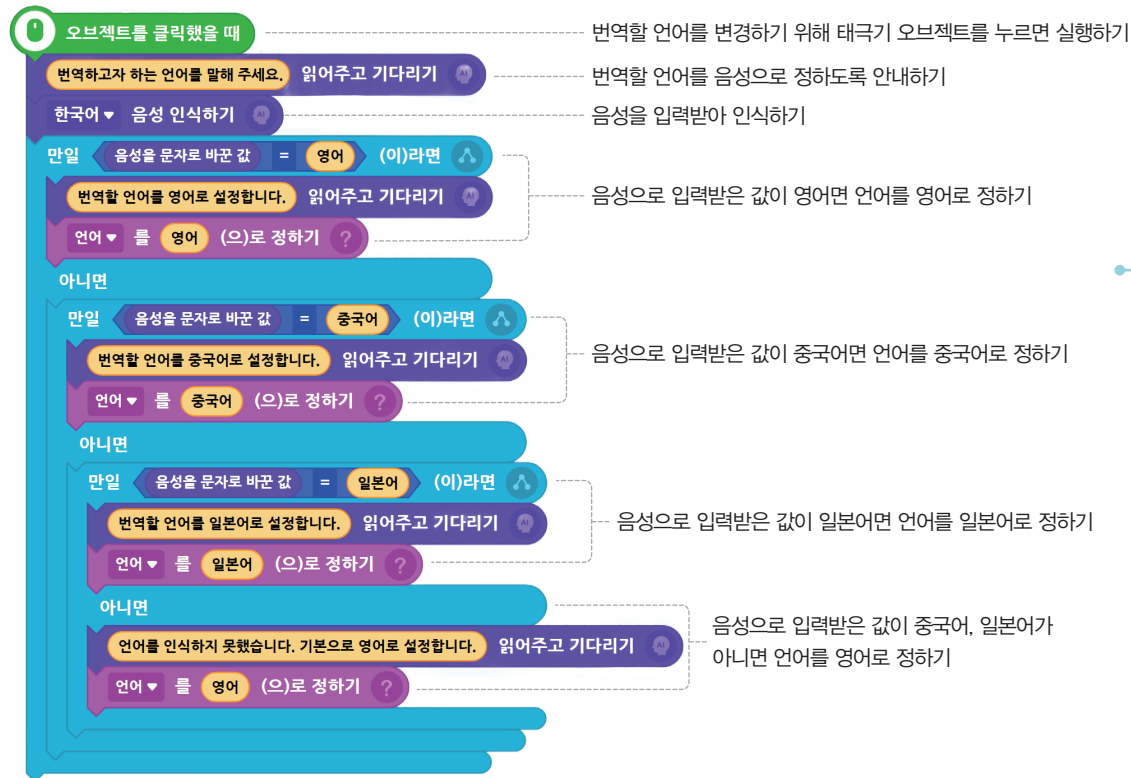 오브젝트를 클릭했을 때
번역할 언어를 변경하기 위해 태극기 오브젝트를 누르면 실행하기
번역하고자 하는 언어를 말해 주세요. 읽어주고 기다리기 AI
번역할 언어를 음성으로 정하도록 안내하기
한국어 ▼ 음성 인식하기 AI
음성을 입력받아 인식하기
만일 음성을 문자로 바꾼 값 = 영어 (이)라면
번역할 언어를 영어로 설정합니다. 읽어주고 기다리기 AI
음성으로 입력받은 값이 영어면 언어를 영어로 정하기
언어 ▼ 를 영어 (으)로 정하기 ?
아니면
만일 음성을 문자로 바꾼 값 = 중국어 (이)라면
번역할 언어를 중국어로 설정합니다. 읽어주고 기다리기 AI
음성으로 입력받은 값이 중국어면 언어를 중국어로 정하기
언어 ▼ 를 중국어 (으)로 정하기 ?
아니면
만일 음성을 문자로 바꾼 값 = 일본어 (이)라면
번역할 언어를 일본어로 설정합니다. 읽어주고 기다리기 AI
음성으로 입력받은 값이 일본어면 언어를 일본어로 정하기
언어 ▼ 를 일본어 (으)로 정하기 ?
아니면
언어를 인식하지 못했습니다. 기본으로 영어로 설정합니다. 읽어주고 기다리기 AI
언어 ▼ 를 영어 (으)로 정하기 ?
음성으로 입력받은 값이 중국어, 일본어가
아니면 언어를 영어로 정하기